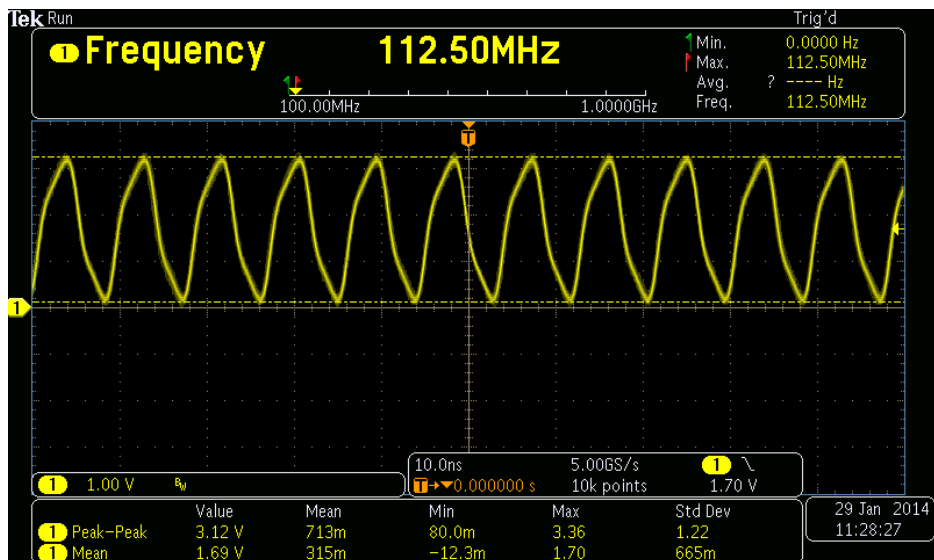 Tek Run Trig'd
1 Frequency 112.50MHz
Min. 0.0000 Hz
Max. 112.50MHz
Avg. ? ---- Hz
Freq. 112.50MHz
100.00MHz 1.0000GHz
T
1
10.0ns 5.00GS/s 1 \
T→▼0.000000 s 10k points 1.70 V
1 1.00 V BW
Value Mean Min Max Std Dev
1 Peak-Peak 3.12 V 713m 80.0m 3.36 1.22
1 Mean 1.69 V 315m -12.3m 1.70 665m
29 Jan 2014
11:28:27